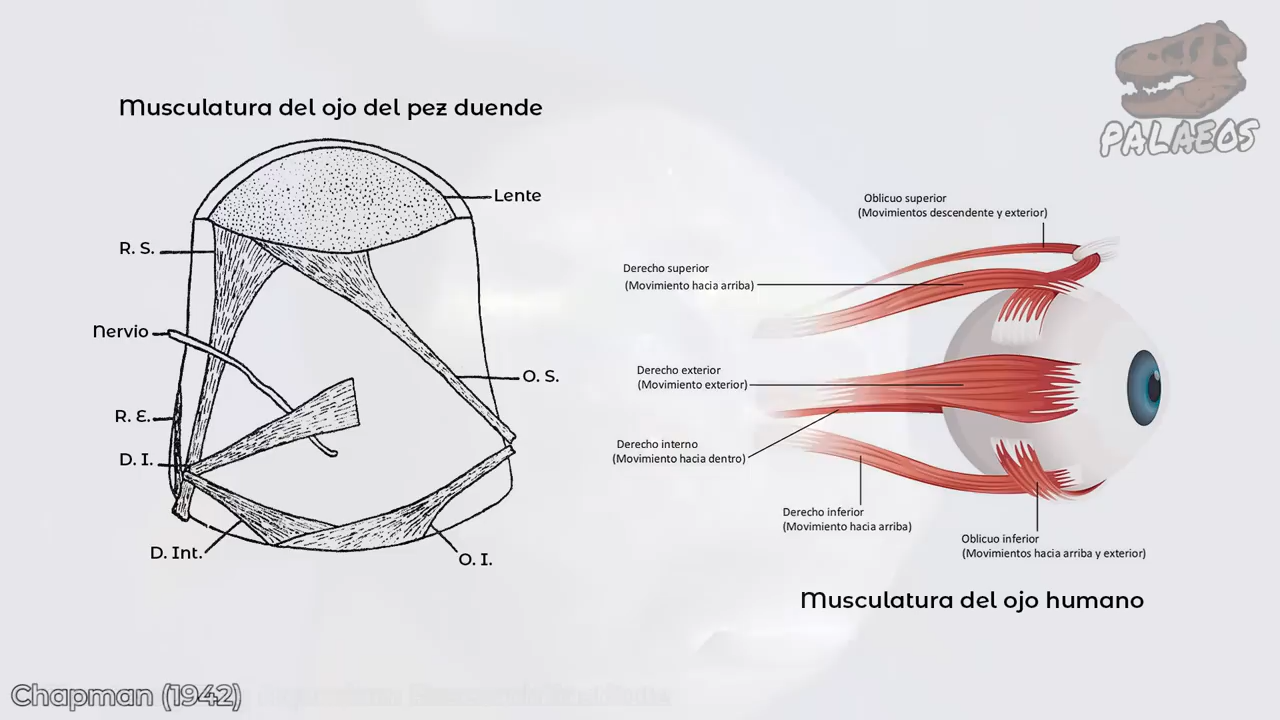 PALAEOS
Musculatura del ojo del pez duende
Lente
R. S.
Nervio
O. S.
R. E.
D. I.
D. Int.
O. I.
Oblicuo superior
(Movimientos descendente y exterior)
Derecho superior
(Movimiento hacia arriba)
Derecho exterior
(Movimiento exterior)
Derecho interno
(Movimiento hacia dentro)
Derecho inferior
(Movimiento hacia arriba)
Oblicuo inferior
(Movimientos hacia arriba y exterior)
Musculatura del ojo humano
Chapman (1942)